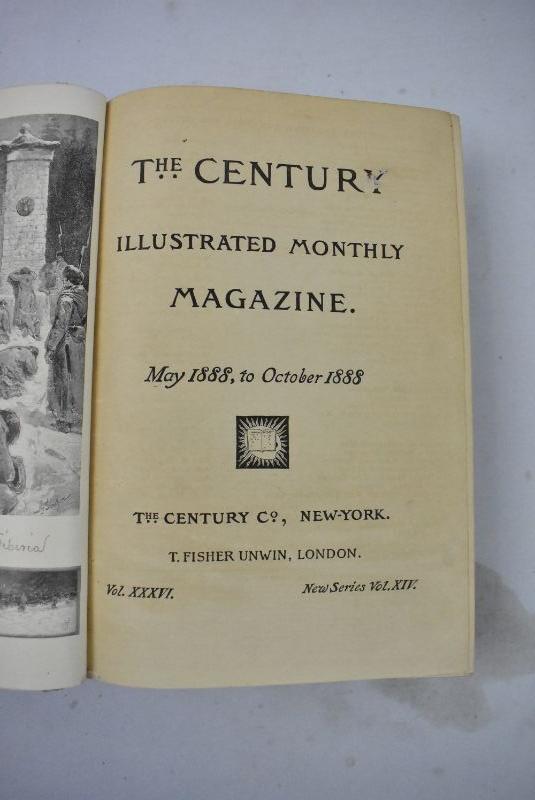 THE CENTURY
ILLUSTRATED MONTHLY
MAGAZINE.
May 1888, to October 1888
THE CENTURY Co, NEW-YORK.
T. FISHER UNWIN, LONDON.
Vol. XXXVI. New Series Vol. XIV.